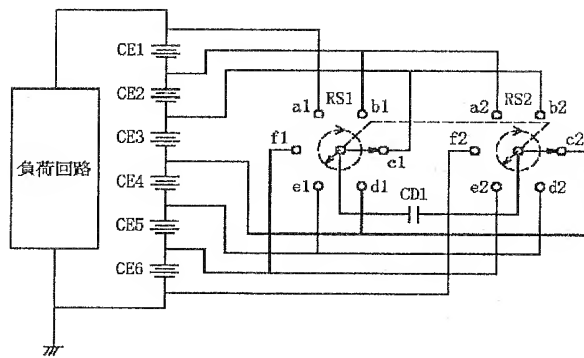 CE1
CE2
CE3
CE4
CE5
CE6
負荷回路
a1
RS1
b1
f1
c1
e1
d1
CD1
a2
RS2
b2
f2
c2
e2
d2